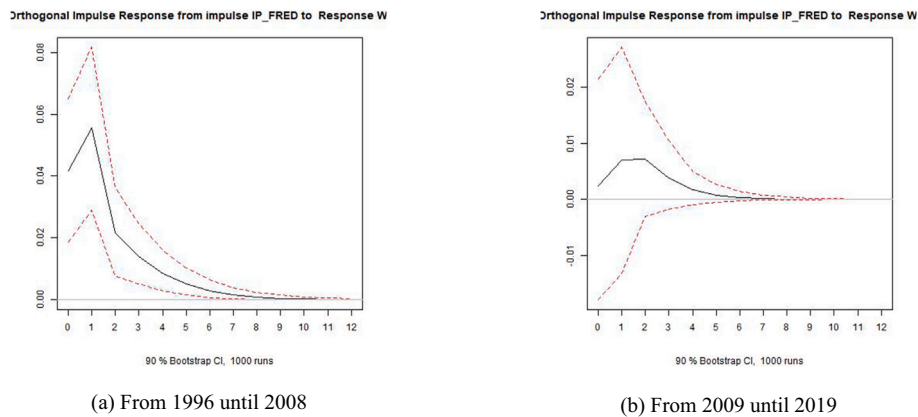 Orthogonal Impulse Response from impulse IP_FRED to Response W
0.08
0.06
0.04
0.02
0.00
0 1 2 3 4 5 6 7 8 9 10 11 12
90 % Bootstrap CI, 1000 runs
(a) From 1996 until 2008
Orthogonal Impulse Response from impulse IP_FRED to Response W
0.02
0.01
0.00
-0.01
0 1 2 3 4 5 6 7 8 9 10 11 12
90 % Bootstrap CI, 1000 runs
(b) From 2009 until 2019